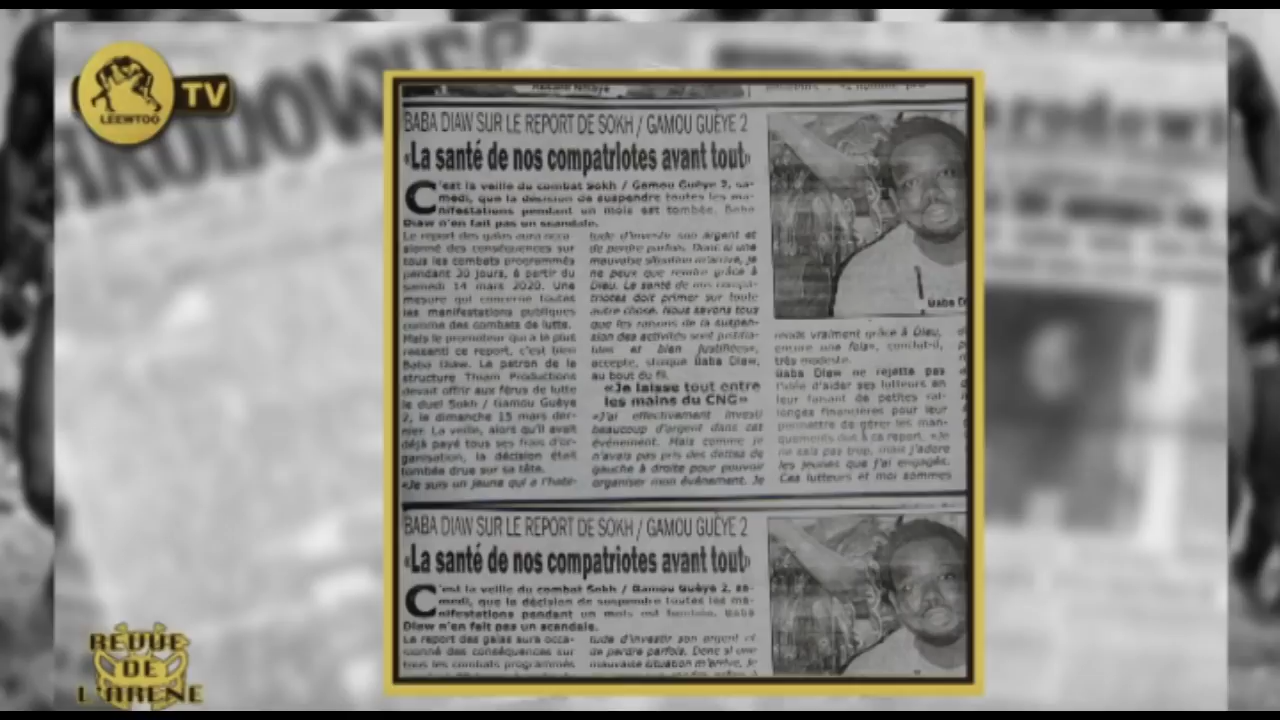 LEEWTOO
TV
BABA DIAW SUR LE REPORT DE SOKH / GAMOU GUÈYE 2
«La santé de nos compatriotes avant tout»
C'est la veille du combat Sokh / Gamou Guèye 2, sa-
medi, que la décision de suspendre toutes les ma-
nifestations pendant un mois est tombée. Baba
Diaw n'en fait pas un scandale.
Le report des galas aura occa-
sionné des conséquences sur
tous les combats programmés
pendant 30 jours, à partir du
samedi 14 mars 2020. Une
mesure qui concerne toutes
les manifestations publiques
comme des combats de lutte.
Mais le promoteur qui a le plus
ressenti ce report, c'est bien
Baba Diaw. Le patron de la
structure Thiam Productions
devait offrir aux férus de lutte
le duel Sokh / Gamou Guèye
2, le dimanche 15 mars der-
nier. La veille, alors qu'il avait
déjà payé tous ses frais d'or-
ganisation, la décision était
tombée drue sur sa tête.
«Je suis un jeune qui a l'habi-
tude d'investir son argent et
de perdre parfois. Donc si une
mauvaise situation m'arrive, je
ne peux que rendre grâce à
Dieu. La santé de nos compa-
triotes doit primer sur toute
autre chose. Nous savons tous
que les raisons de la suspen-
sion des activités sont justifia-
bles et bien justifiées»,
accepte, stoïque Baba Diaw,
au bout du fil.
«Je laisse tout entre
les mains du CNG»
«J'ai effectivement investi
beaucoup d'argent dans cet
événement. Mais comme je
n'avais pas pris des dettes de
gauche à droite pour pouvoir
organiser mon événement. Je
Baba D
rends vraiment grâce à Dieu,
encore une fois», conclut-il,
très modeste.
Baba Diaw ne rejette pas
l'idée d'aider ses lutteurs en
leur faisant de petites ral-
longes financières pour leur
permettre de gérer les man-
quements dus à ce report. «Je
ne sais pas trop, mais j'adore
les jeunes que j'ai engagés.
Ces lutteurs et moi sommes
BABA DIAW SUR LE REPORT DE SOKH / GAMOU GUÈYE 2
«La santé de nos compatriotes avant tout»
C'est la veille du combat Sokh / Gamou Guèye 2, sa-
medi, que la décision de suspendre toutes les ma-
nifestations pendant un mois est tombée. Baba
Diaw n'en fait pas un scandale.
Le report des galas aura occa-
sionné des conséquences sur
tous les combats programmés
tude d'investir son argent et
de perdre parfois. Donc si une
mauvaise situation m'arrive, je
REVUE
DE
L'ARENE